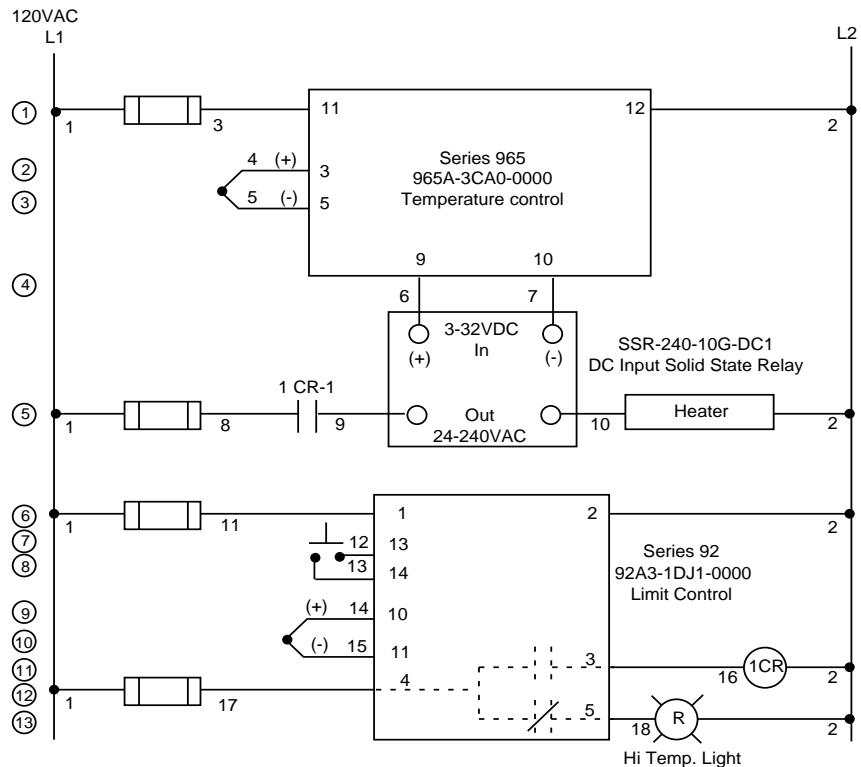 120VAC
L1
L2
1
1
3
11
12
2
2
4 (+) 3
Series 965
965A-3CA0-0000
Temperature control
3
5 (-) 5
9
10
4
6
7
3-32VDC
In
(+)
(-)
SSR-240-10G-DC1
DC Input Solid State Relay
1 CR-1
5
1
8
9
Out
24-240VAC
10
Heater
2
6
1
11
1
2
2
7
12
13
8
13
14
Series 92
92A3-1DJ1-0000
Limit Control
9
(+) 14 10
10
(-) 15 11
11
3
16
1CR
2
12
1
17
4
13
5
18
R
2
Hi Temp. Light